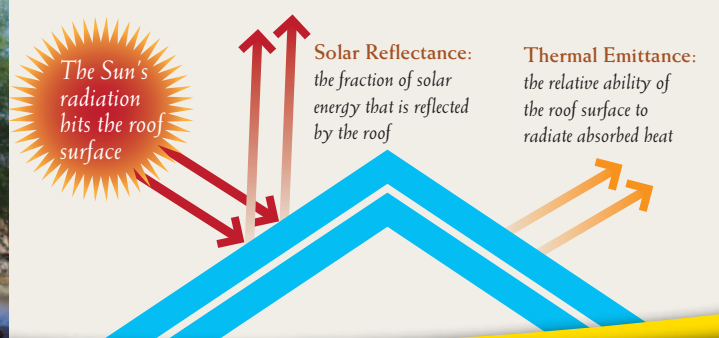 The Sun's
radiation
hits the roof
surface
Solar Reflectance:
the fraction of solar
energy that is reflected
by the roof
Thermal Emittance:
the relative ability of
the roof surface to
radiate absorbed heat